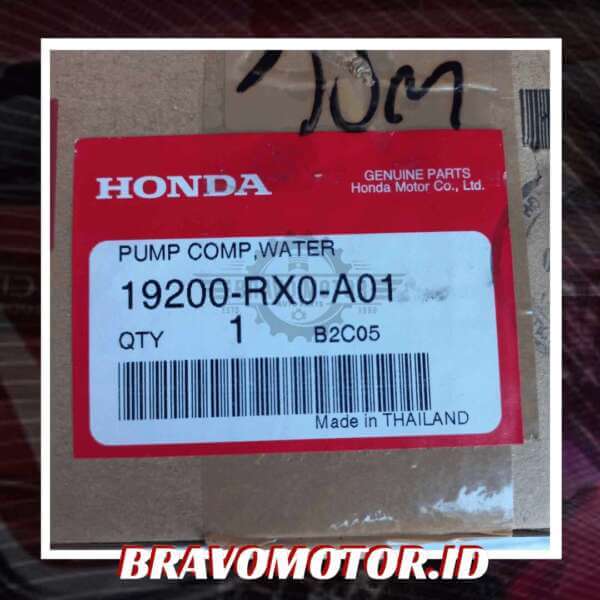 HONDA
GENUINE PARTS
Honda Motor Co., Ltd.
PUMP COMP,WATER
19200-RX0-A01
QTY 1 B2C05
Made in THAILAND
BRAVOMOTOR.ID